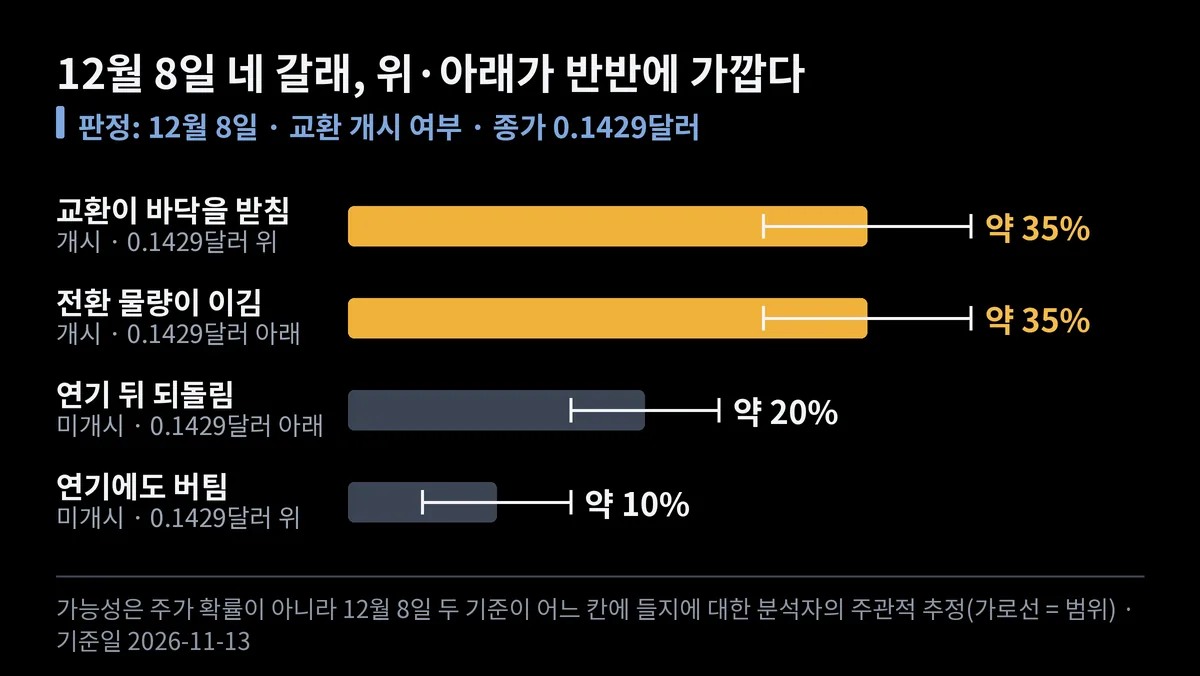 12월 8일 네 갈래, 위·아래가 반반에 가깝다
판정: 12월 8일 · 교환 개시 여부 · 종가 0.1429달러
교환이 바닥을 받침
개시 · 0.1429달러 위
약 35%
전환 물량이 이김
개시 · 0.1429달러 아래
약 35%
연기 뒤 되돌림
미개시 · 0.1429달러 아래
약 20%
연기에도 버팀
미개시 · 0.1429달러 위
약 10%
가능성은 주가 확률이 아니라 12월 8일 두 기준이 어느 칸에 들지에 대한 분석자의 주관적 추정(가로선 = 범위) ·
기준일 2026-11-13